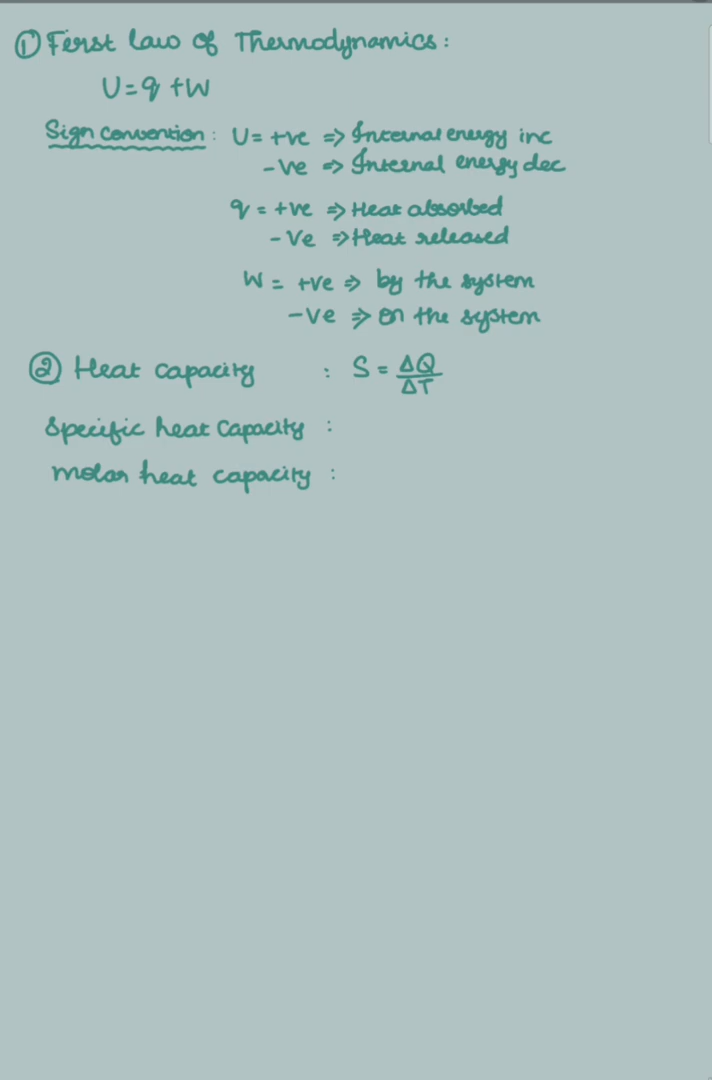 ① First law of Thermodynamics:
U = q + W
Sign convention: U = +ve => Internal energy inc
-ve => Internal energy dec
q = +ve => Heat absorbed
-ve => Heat released
W = +ve => by the system
-ve => on the system
② Heat capacity : S = ΔQ/ΔT
Specific heat capacity :
Molar heat capacity :